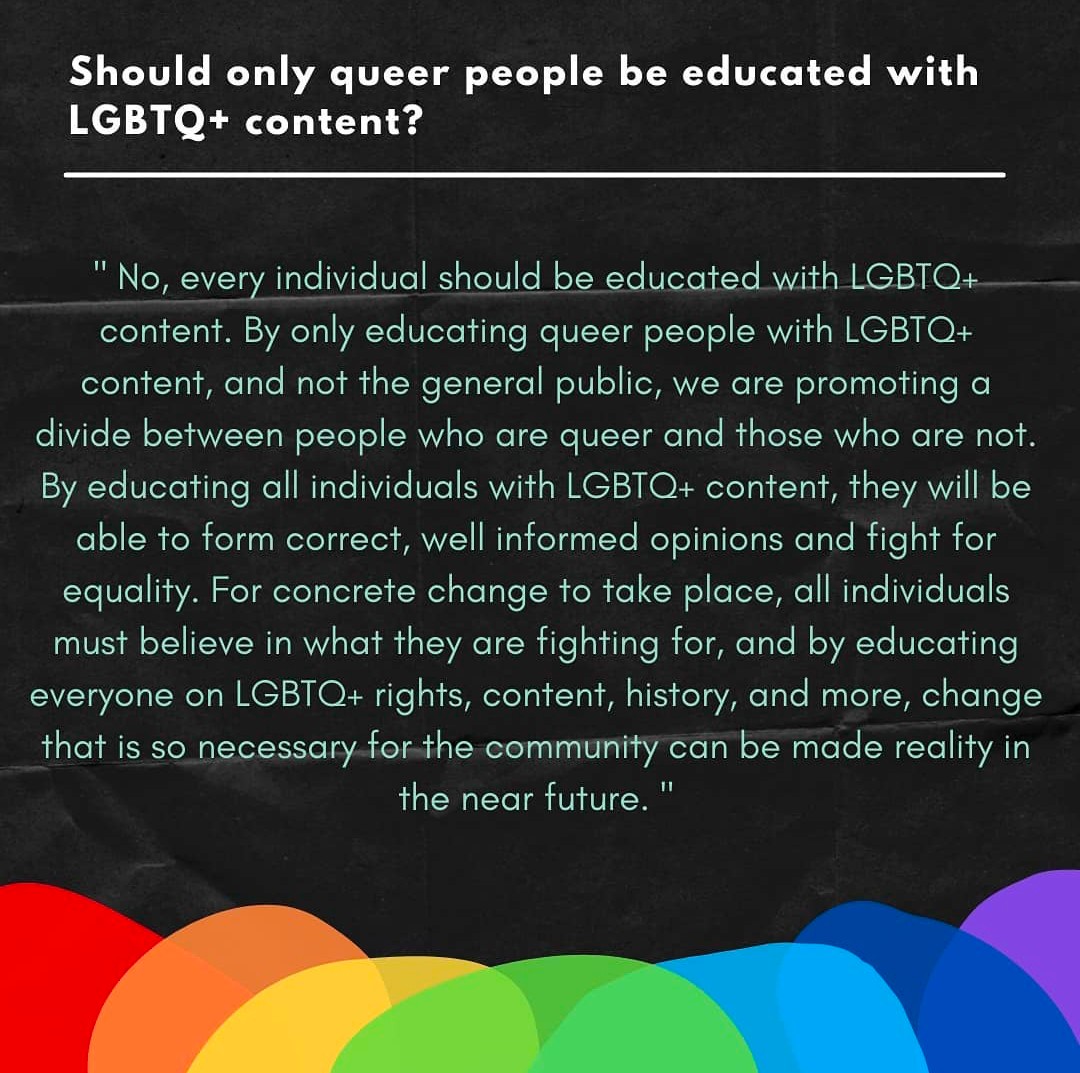 Should only queer people be educated with
LGBTQ+ content?
" No, every individual should be educated with LGBTQ+
content. By only educating queer people with LGBTQ+
content, and not the general public, we are promoting a
divide between people who are queer and those who are not.
By educating all individuals with LGBTQ+ content, they will be
able to form correct, well informed opinions and fight for
equality. For concrete change to take place, all individuals
must believe in what they are fighting for, and by educating
everyone on LGBTQ+ rights, content, history, and more, change
that is so necessary for the community can be made reality in
the near future. "